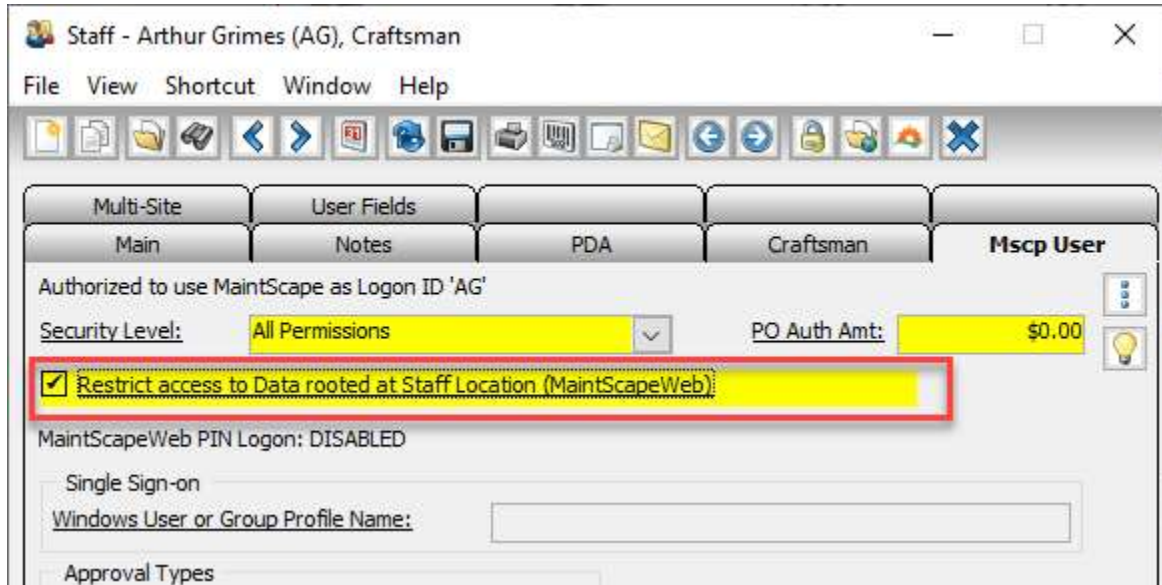 Staff - Arthur Grimes (AG), Craftsman
File View Shortcut Window Help
Multi-Site User Fields
Main Notes PDA Craftsman Mscp User
Authorized to use MaintScape as Logon ID 'AG'
Security Level: All Permissions PO Auth Amt: $0.00
Restrict access to Data rooted at Staff Location (MaintScapeWeb)
MaintScapeWeb PIN Logon: DISABLED
Single Sign-on
Windows User or Group Profile Name:
Approval Types